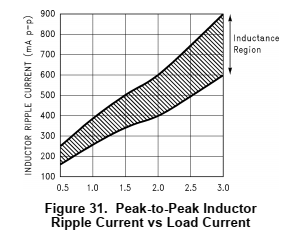 INDUCTOR RIPPLE CURRENT (mA p-p)
900
800
700
600
500
400
300
200
100
0.5 1.0 1.5 2.0 2.5 3.0
Inductance
Region
Figure 31. Peak-to-Peak Inductor
Ripple Current vs Load Current